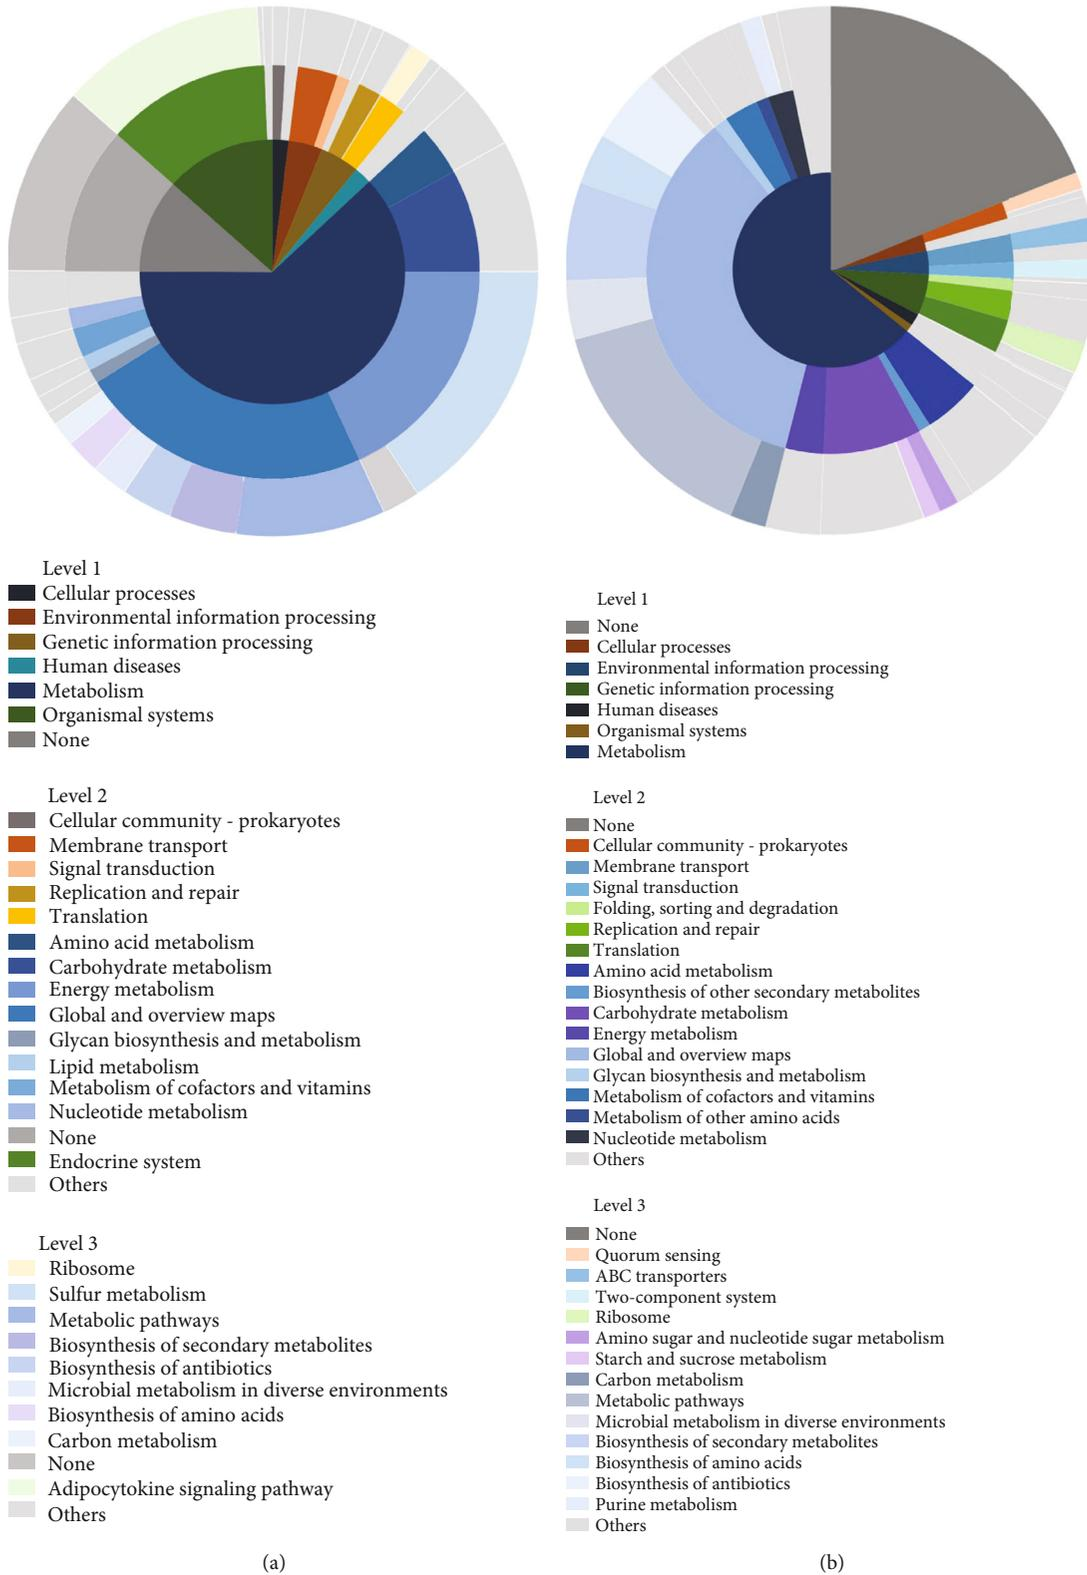 Level 1
Cellular processes
Environmental information processing
Genetic information processing
Human diseases
Metabolism
Organismal systems
None
Level 2
Cellular community - prokaryotes
Membrane transport
Signal transduction
Replication and repair
Translation
Amino acid metabolism
Carbohydrate metabolism
Energy metabolism
Global and overview maps
Glycan biosynthesis and metabolism
Lipid metabolism
Metabolism of cofactors and vitamins
Nucleotide metabolism
None
Endocrine system
Others
Level 3
Ribosome
Sulfur metabolism
Metabolic pathways
Biosynthesis of secondary metabolites
Biosynthesis of antibiotics
Microbial metabolism in diverse environments
Biosynthesis of amino acids
Carbon metabolism
None
Adipocytokine signaling pathway
Others
(a)
Level 1
None
Cellular processes
Environmental information processing
Genetic information processing
Human diseases
Organismal systems
Metabolism
Level 2
None
Cellular community - prokaryotes
Membrane transport
Signal transduction
Folding, sorting and degradation
Replication and repair
Translation
Amino acid metabolism
Biosynthesis of other secondary metabolites
Carbohydrate metabolism
Energy metabolism
Global and overview maps
Glycan biosynthesis and metabolism
Metabolism of cofactors and vitamins
Metabolism of other amino acids
Nucleotide metabolism
Others
Level 3
None
Quorum sensing
ABC transporters
Two-component system
Ribosome
Amino sugar and nucleotide sugar metabolism
Starch and sucrose metabolism
Carbon metabolism
Metabolic pathways
Microbial metabolism in diverse environments
Biosynthesis of secondary metabolites
Biosynthesis of amino acids
Biosynthesis of antibiotics
Purine metabolism
Others
(b)